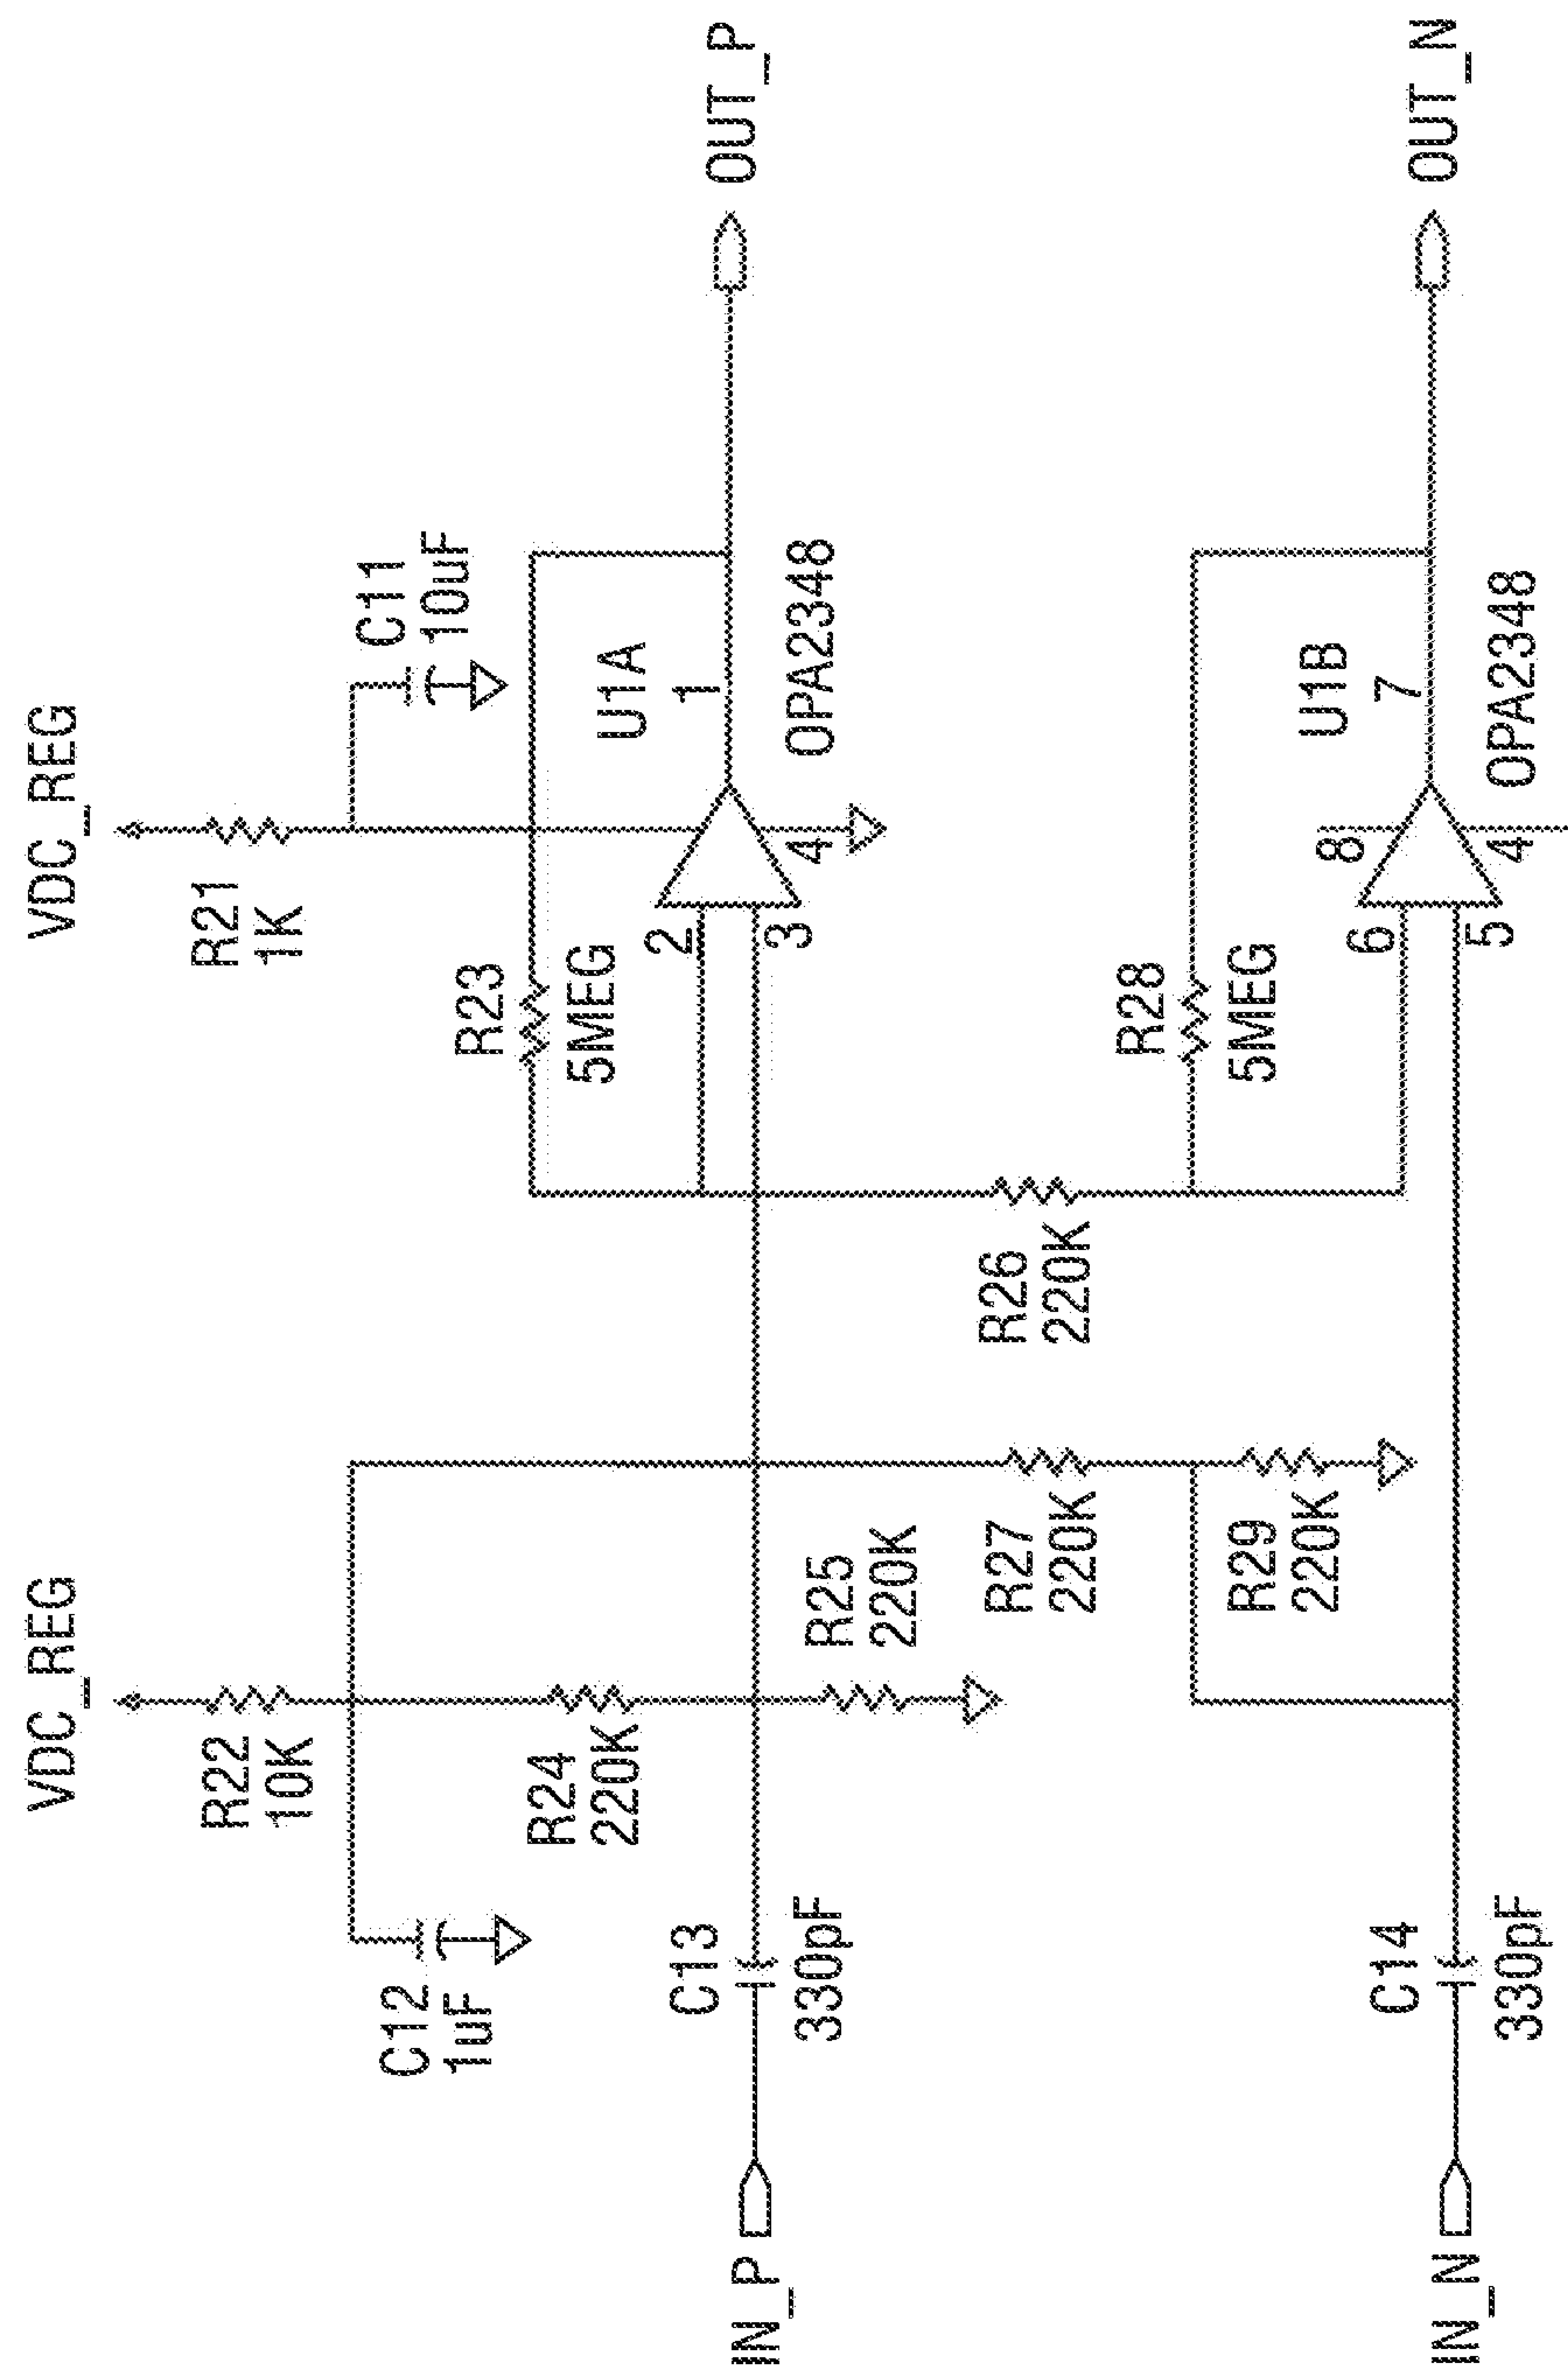 VDC_REG
VDC_REG
R22
10K
R21
1K
C12
1uF
C11
10uF
R24
220K
R23
5MEG
U1A
1
2
3
4
OPA2348
OUT_P
IN_P
C13
330pF
R25
220K
R26
220K
R27
220K
R28
5MEG
R29
220K
U1B
7
8
6
5
4
OPA2348
OUT_N
IN_N
C14
330pF